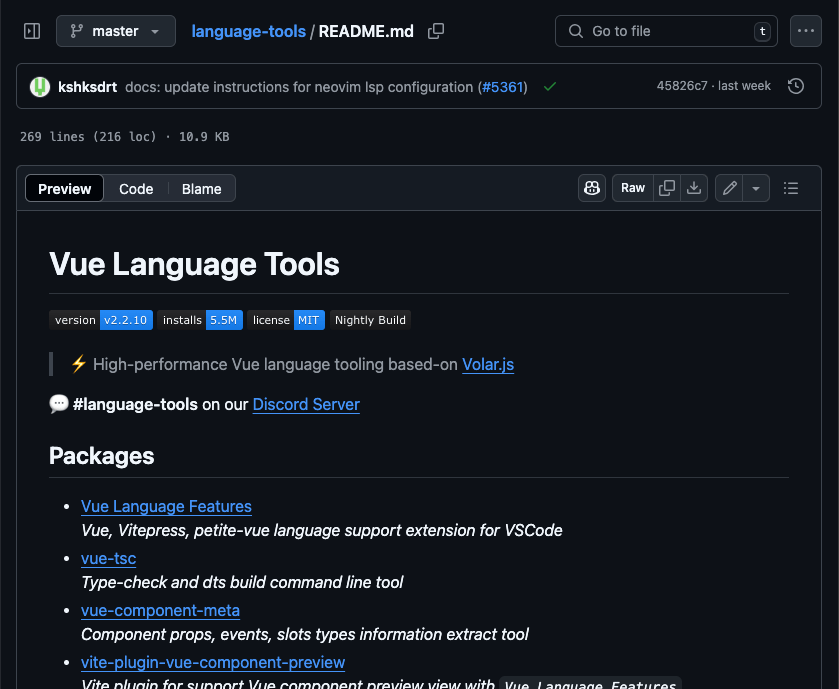 master language-tools / README.md Go to file t
kshksdrt docs: update instructions for neovim lsp configuration (#5361) 45826c7 · last week
269 lines (216 loc) · 10.9 KB
Preview Code Blame Raw
Vue Language Tools
version v2.2.10 installs 5.5M license MIT Nightly Build
⚡ High-performance Vue language tooling based-on Volar.js
💬 #language-tools on our Discord Server
Packages
• Vue Language Features
Vue, Vitepress, petite-vue language support extension for VSCode
• vue-tsc
Type-check and dts build command line tool
• vue-component-meta
Component props, events, slots types information extract tool
• vite-plugin-vue-component-preview
Vite plugin for support Vue component preview view with Vue Language Features